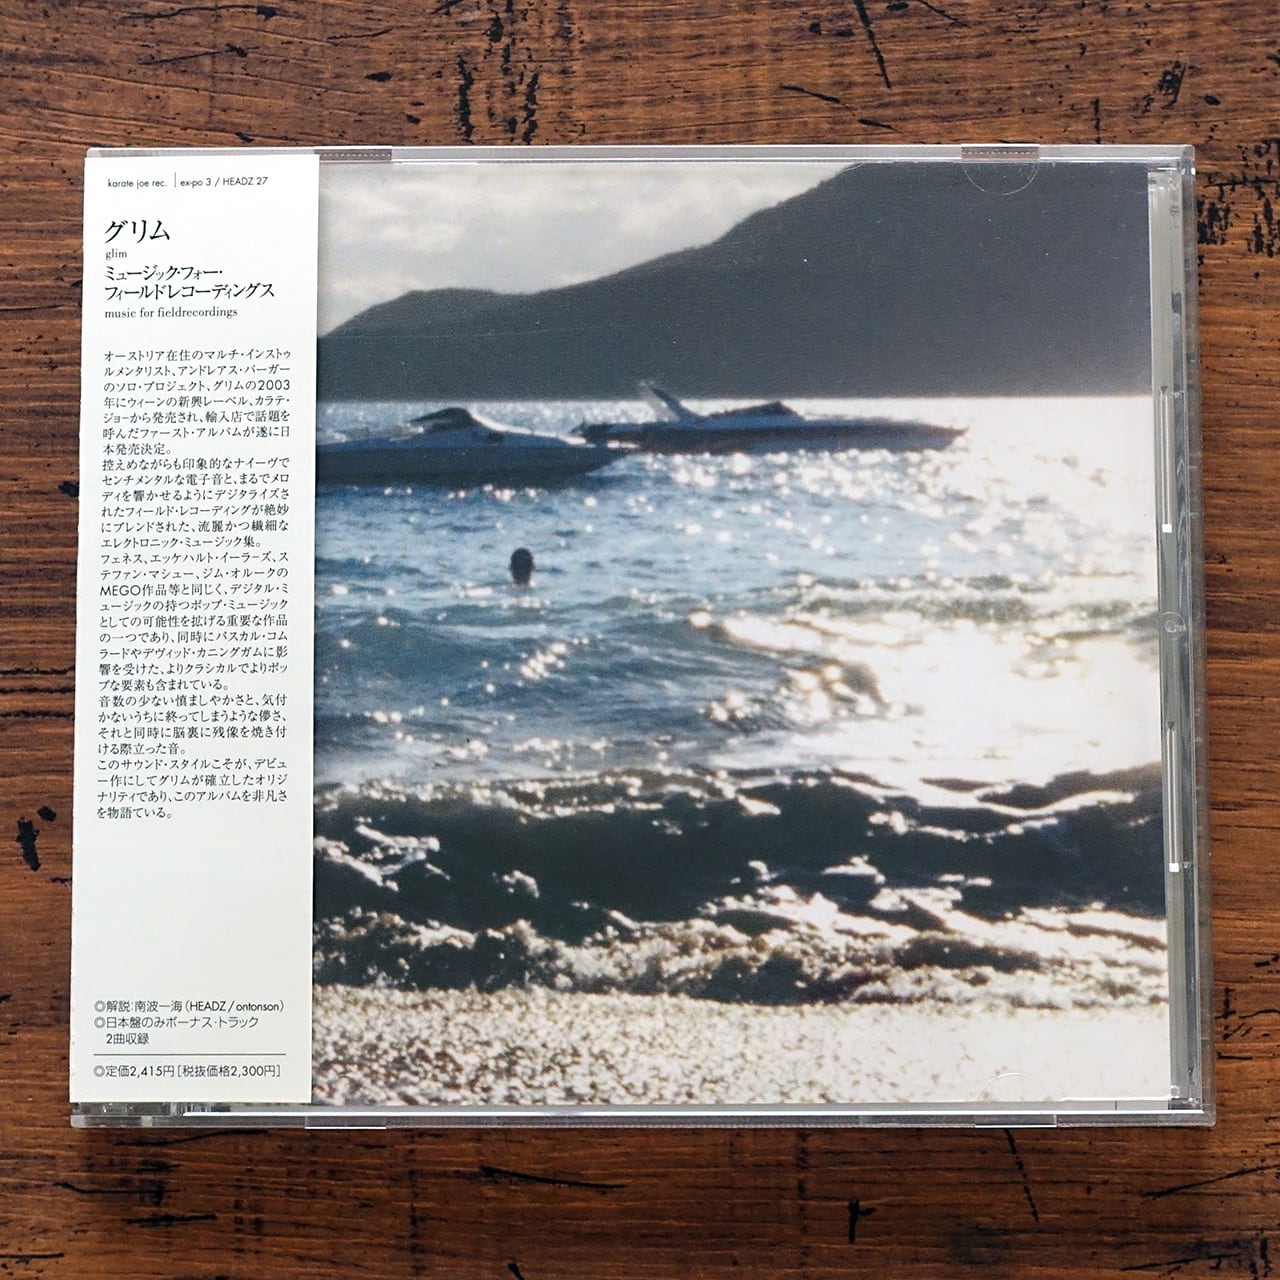 karate joe rec. | ex-po 3 / HEADZ 27
グリム
glim
ミュージック・フォー・
フィールドレコーディングス
music for fieldrecordings
オーストリア在住のマルチ・インストゥ
ルメンタリスト、アンドレアス・バーガー
のソロ・プロジェクト、グリムの2003
年にウィーンの新興レーベル、カラテ・
ジョーから発売され、輸入店で話題を
呼んだファースト・アルバムが遂に日
本発売決定。
控えめながらも印象的なナイーヴで
センチメンタルな電子音と、まるでメロ
ディを響かせるようにデジタライズさ
れたフィールド・レコーディングが絶妙
にブレンドされた、流麗かつ繊細な
エレクトロニック・ミュージック集。
フェネス、エッケハルト・イーラーズ、ス
テファン・マシュー、ジム・オルークの
MEGO作品等と同じく、デジタル・ミ
ュージックの持つポップ・ミュージック
としての可能性を拡げる重要な作品
の一つであり、同時にパスカル・コム
ラードやデヴィッド・カニングガムに影
響を受けた、よりクラシカルでよりポッ
プな要素も含まれている。
音数の少ない慎ましやかさと、気付
かないうちに終ってしまうような儚さ、
それと同時に脳裏に残像を焼き付
ける際立った音。
このサウンド・スタイルこそが、デビュ
ー作にしてグリムが確立したオリジ
ナリティであり、このアルバムを非凡さ
を物語ている。
◎解説:南波一海(HEADZ/ontonson)
◎日本盤のみボーナス・トラック
2曲収録
◎定価2,415円[税抜価格2,300円]